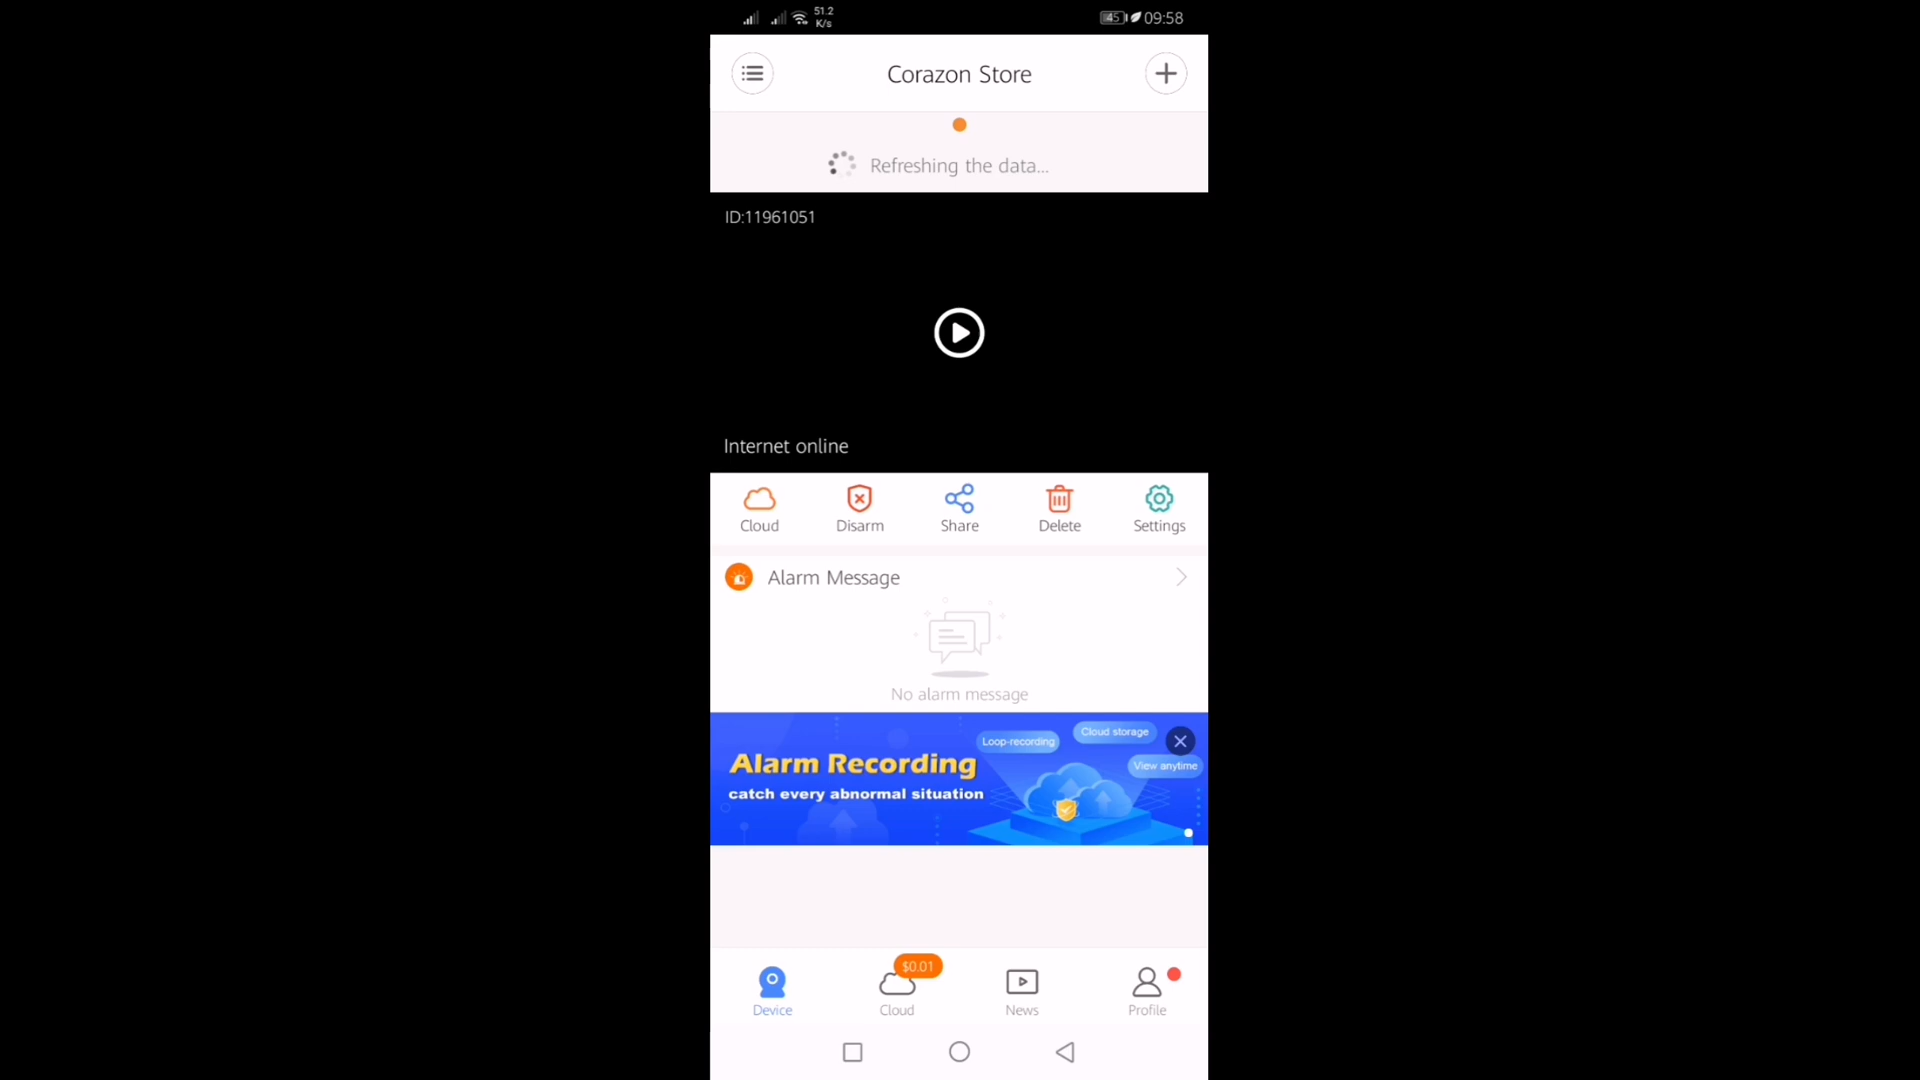 51.2
K/s
45
09:58
Corazon Store
Refreshing the data...
ID:11961051
Internet online
Cloud
Disarm
Share
Delete
Settings
Alarm Message
No alarm message
Loop-recording
Cloud storage
View anytime
Alarm Recording
catch every abnormal situation
$0.01
Device
Cloud
News
Profile